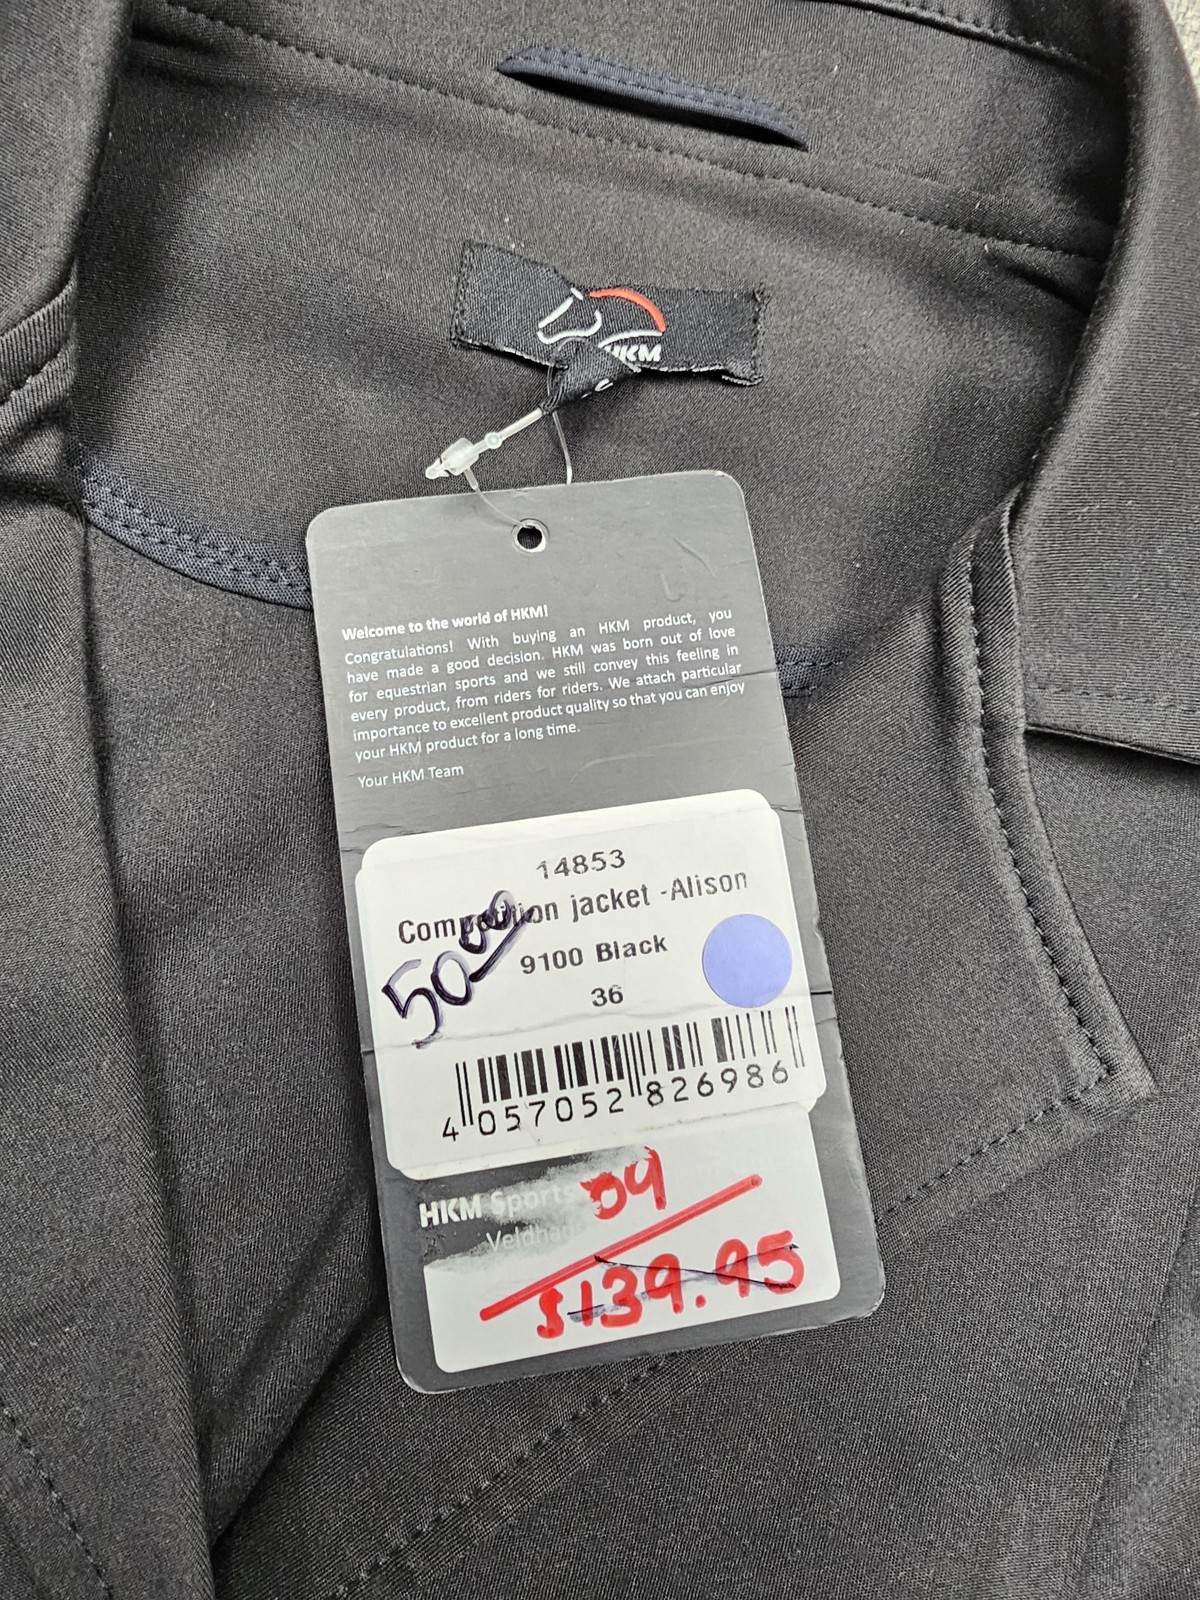 HKM
Welcome to the world of HKM!
Congratulations! With buying an HKM product, you
have made a good decision. HKM was born out of love
for equestrian sports and we still convey this feeling in
every product, from riders for riders. We attach particular
importance to excellent product quality so that you can enjoy
your HKM product for a long time.
Your HKM Team
14853
Competition jacket -Alison
9100 Black
50.00
36
4 057052 826986
HKM Sports
04
$139.95